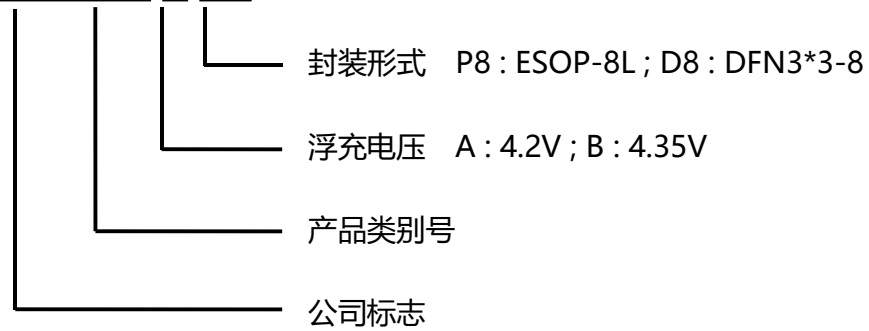 封装形式 P8 : ESOP-8L ; D8 : DFN3*3-8
浮充电压 A : 4.2V ; B : 4.35V
产品类别号
公司标志